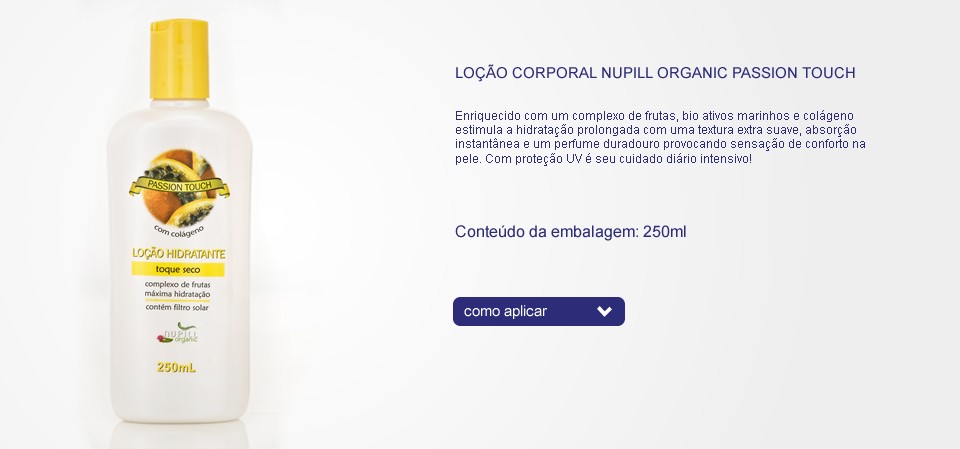 PASSION TOUCH
com colágeno
LOÇÃO HIDRATANTE
toque seco
complexo de frutas
máxima hidratação
contém filtro solar
NUPILL
organic
250mL
LOÇÃO CORPORAL NUPILL ORGANIC PASSION TOUCH
Enriquecido com um complexo de frutas, bio ativos marinhos e colágeno
estimula a hidratação prolongada com uma textura extra suave, absorção
instantânea e um perfume duradouro provocando sensação de conforto na
pele. Com proteção UV é seu cuidado diário intensivo!
Conteúdo da embalagem: 250ml
como aplicar